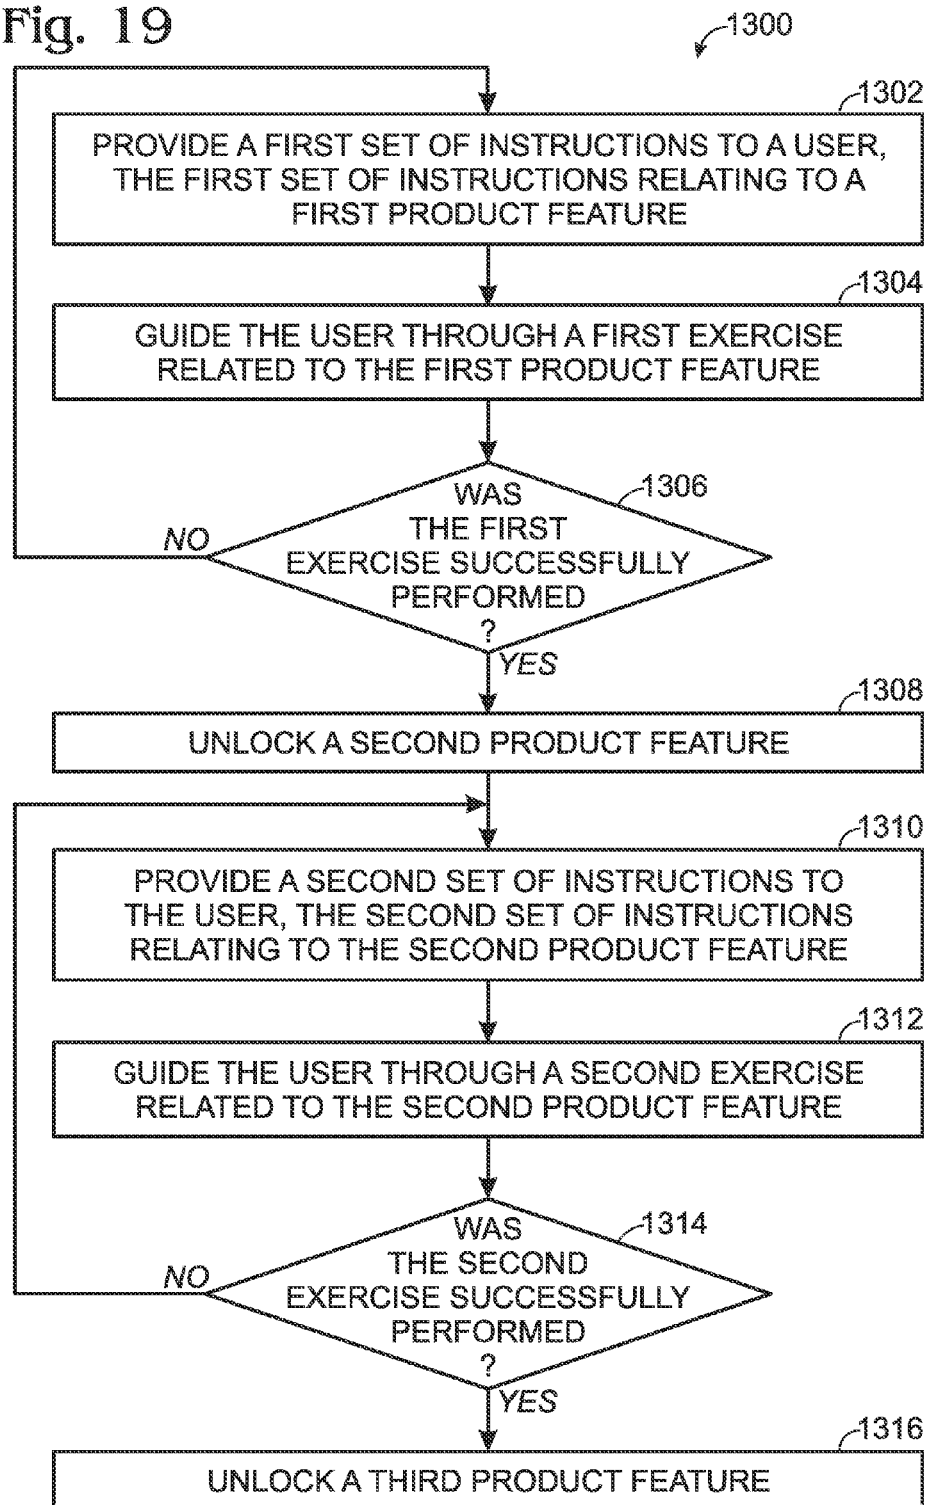 Fig. 19
1300
1302
PROVIDE A FIRST SET OF INSTRUCTIONS TO A USER,
THE FIRST SET OF INSTRUCTIONS RELATING TO A
FIRST PRODUCT FEATURE
1304
GUIDE THE USER THROUGH A FIRST EXERCISE
RELATED TO THE FIRST PRODUCT FEATURE
1306
WAS
THE FIRST
EXERCISE SUCCESSFULLY
PERFORMED
?
NO
YES
1308
UNLOCK A SECOND PRODUCT FEATURE
1310
PROVIDE A SECOND SET OF INSTRUCTIONS TO
THE USER, THE SECOND SET OF INSTRUCTIONS
RELATING TO THE SECOND PRODUCT FEATURE
1312
GUIDE THE USER THROUGH A SECOND EXERCISE
RELATED TO THE SECOND PRODUCT FEATURE
1314
WAS
THE SECOND
EXERCISE SUCCESSFULLY
PERFORMED
?
NO
YES
1316
UNLOCK A THIRD PRODUCT FEATURE